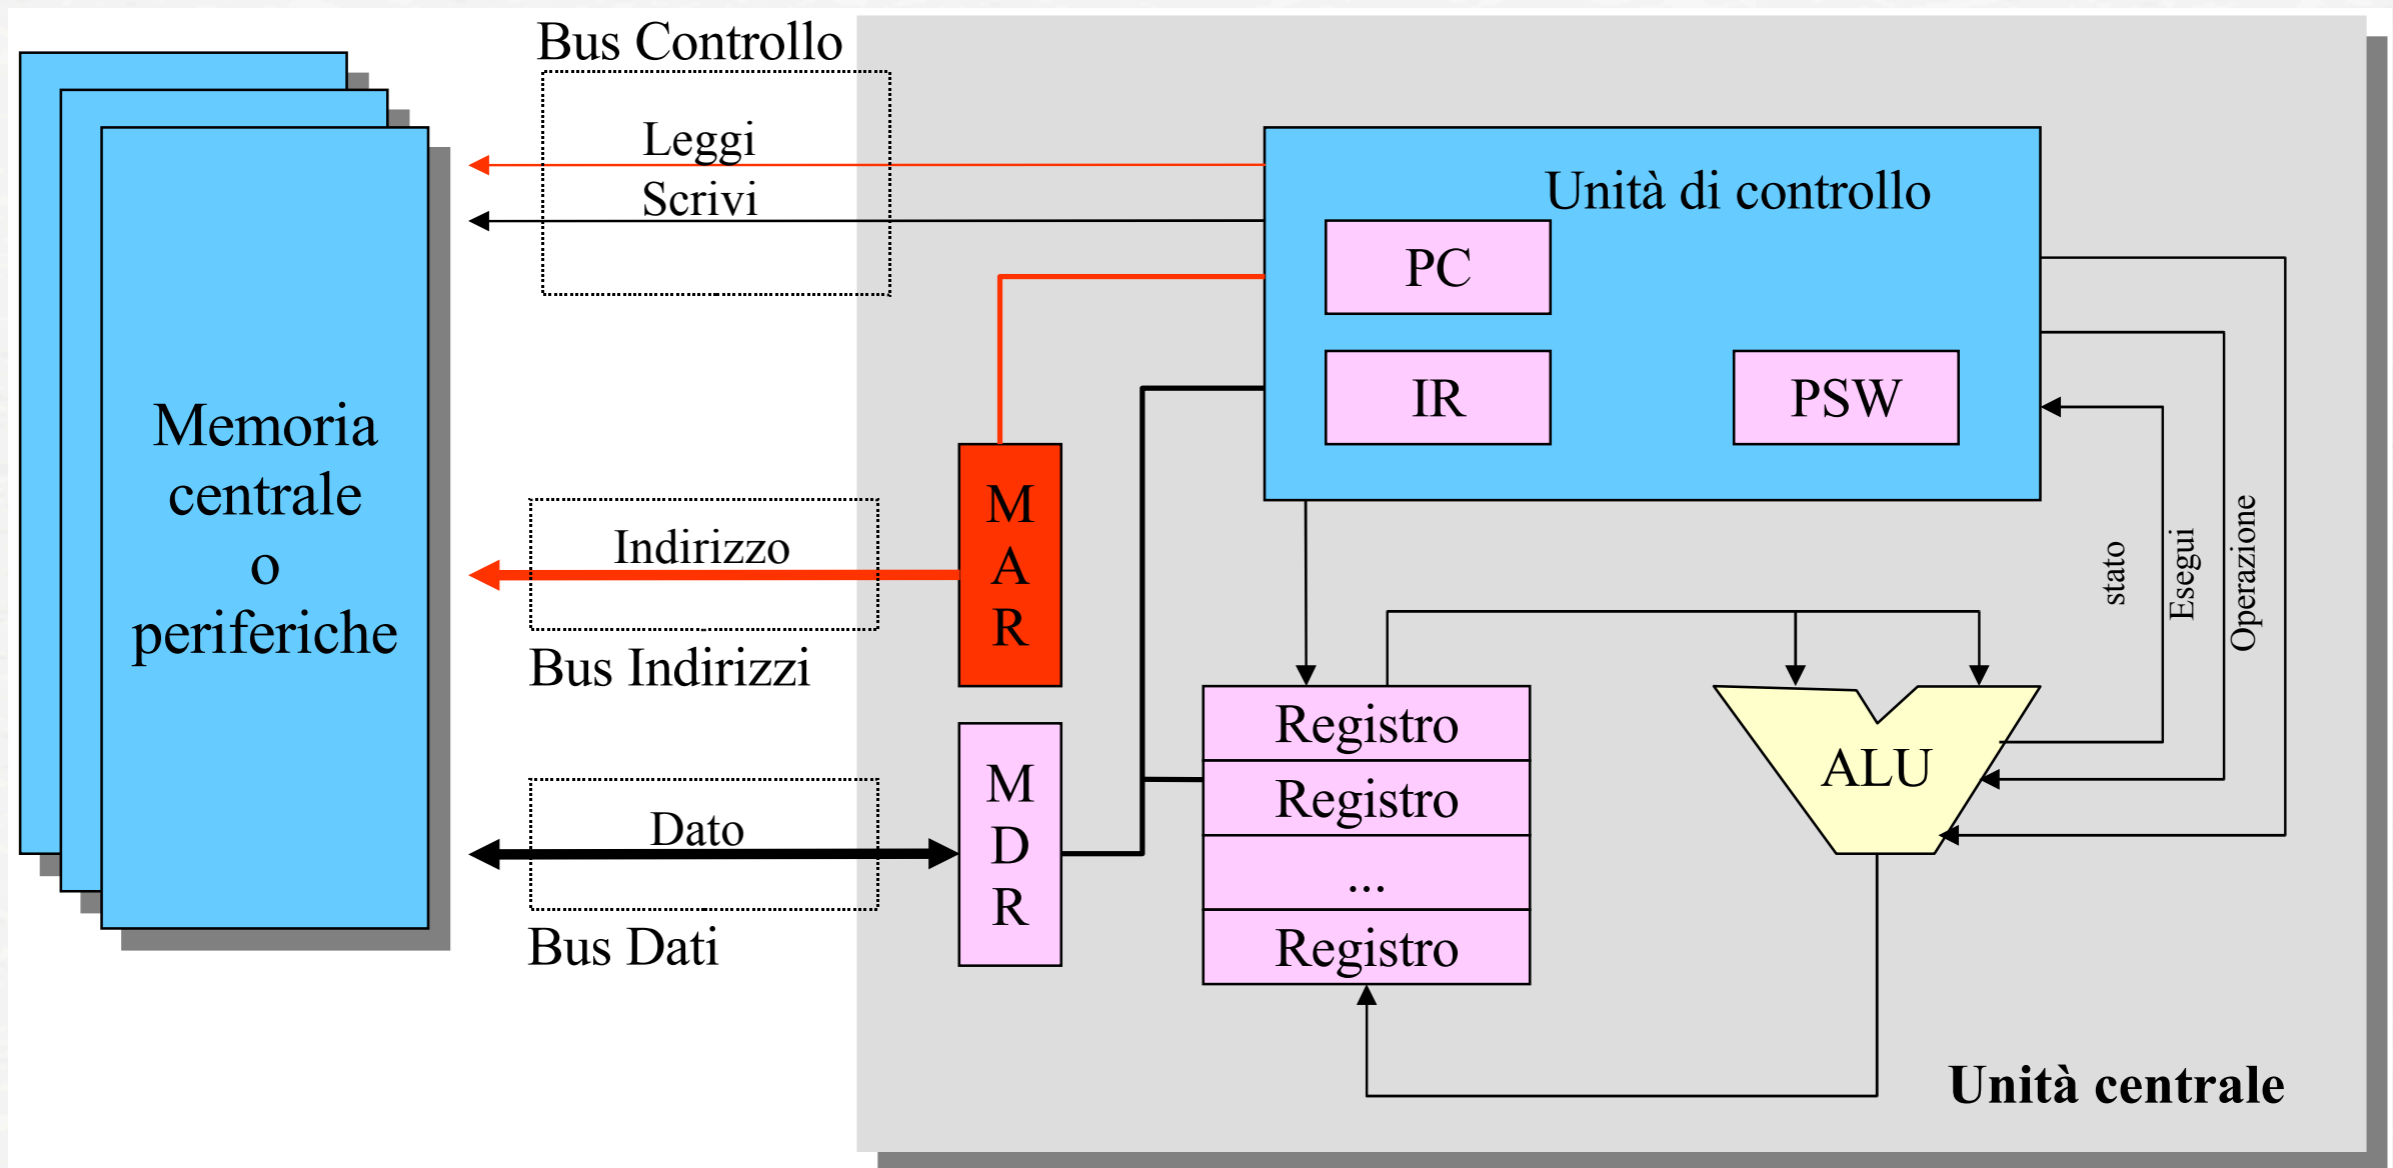 Bus Controllo
Leggi
Scrivi
Unità di controllo
PC
IR
PSW
Memoria
centrale
o
periferiche
Indirizzo
Bus Indirizzi
M
A
R
stato
Esegui
Operazione
Dato
Bus Dati
M
D
R
Registro
Registro
...
Registro
ALU
Unità centrale